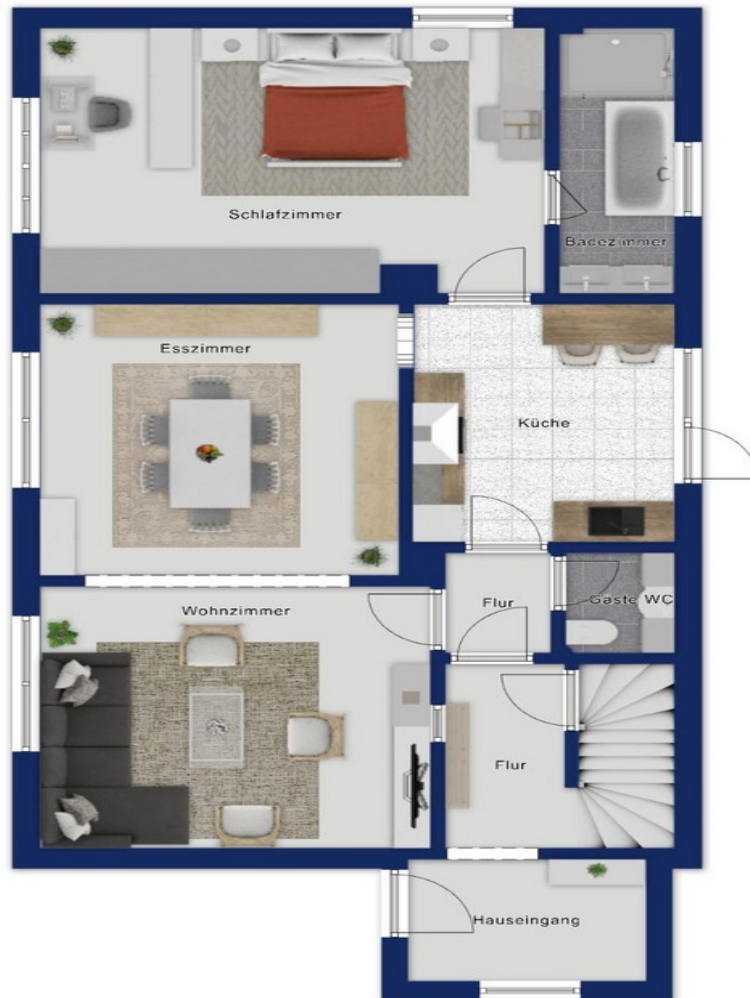 Schlafzimmer
Badezimmer
Esszimmer
Küche
Wohnzimmer
Flur
Gäste WC
Flur
Hauseingang